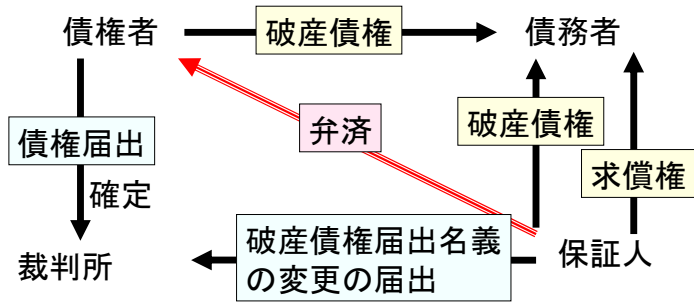 債権者
破産債権
債務者
弁済
破産債権
債権届出
求償権
確定
破産債権届出名義
の変更の届出
裁判所
保証人